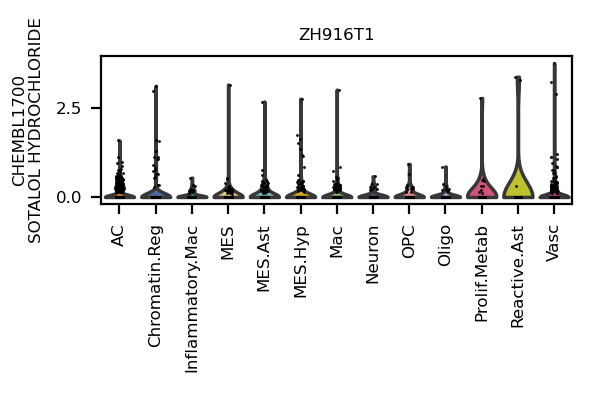 ZH916T1
CHEMBL1700
SOTALOL HYDROCHLORIDE
2.5
0.0
AC
Chromatin.Reg
Inflammatory.Mac
MES
MES.Ast
MES.Hyp
Mac
Neuron
OPC
Oligo
Prolif.Metab
Reactive.Ast
Vasc